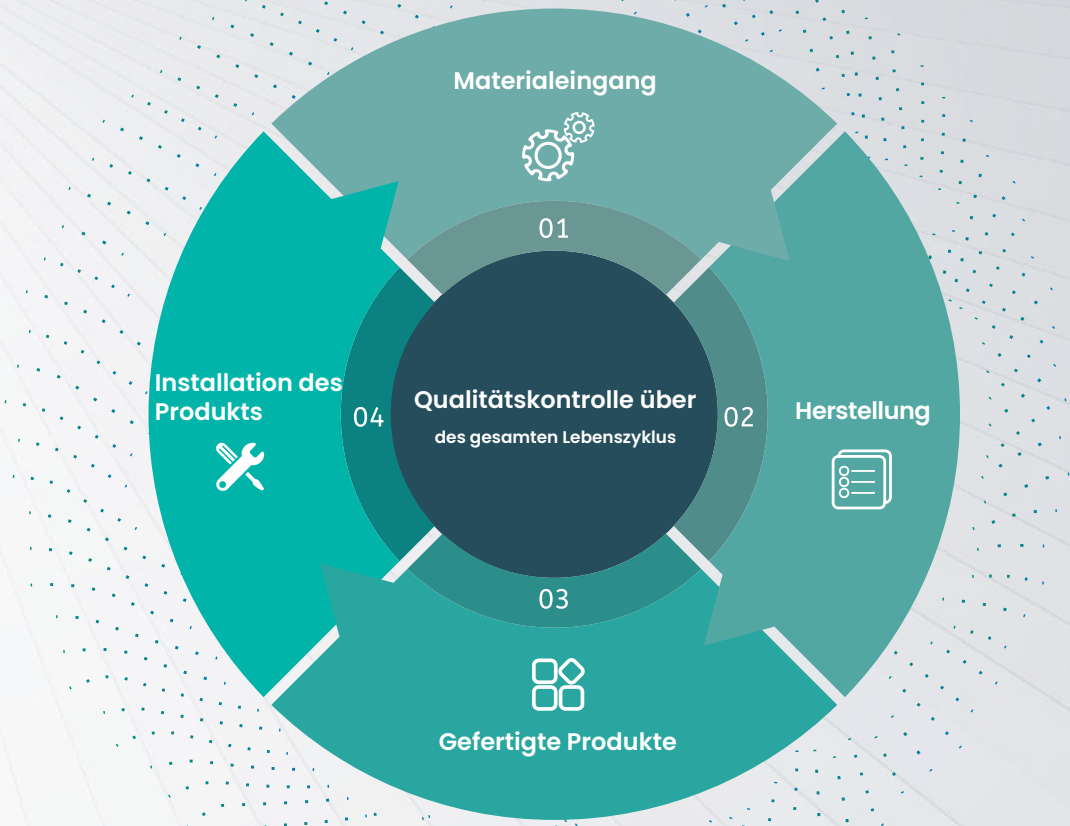 Materialeingang
01
Herstellung
02
Gefertigte Produkte
03
Installation des
Produkts
04
Qualitätskontrolle über
des gesamten Lebenszyklus